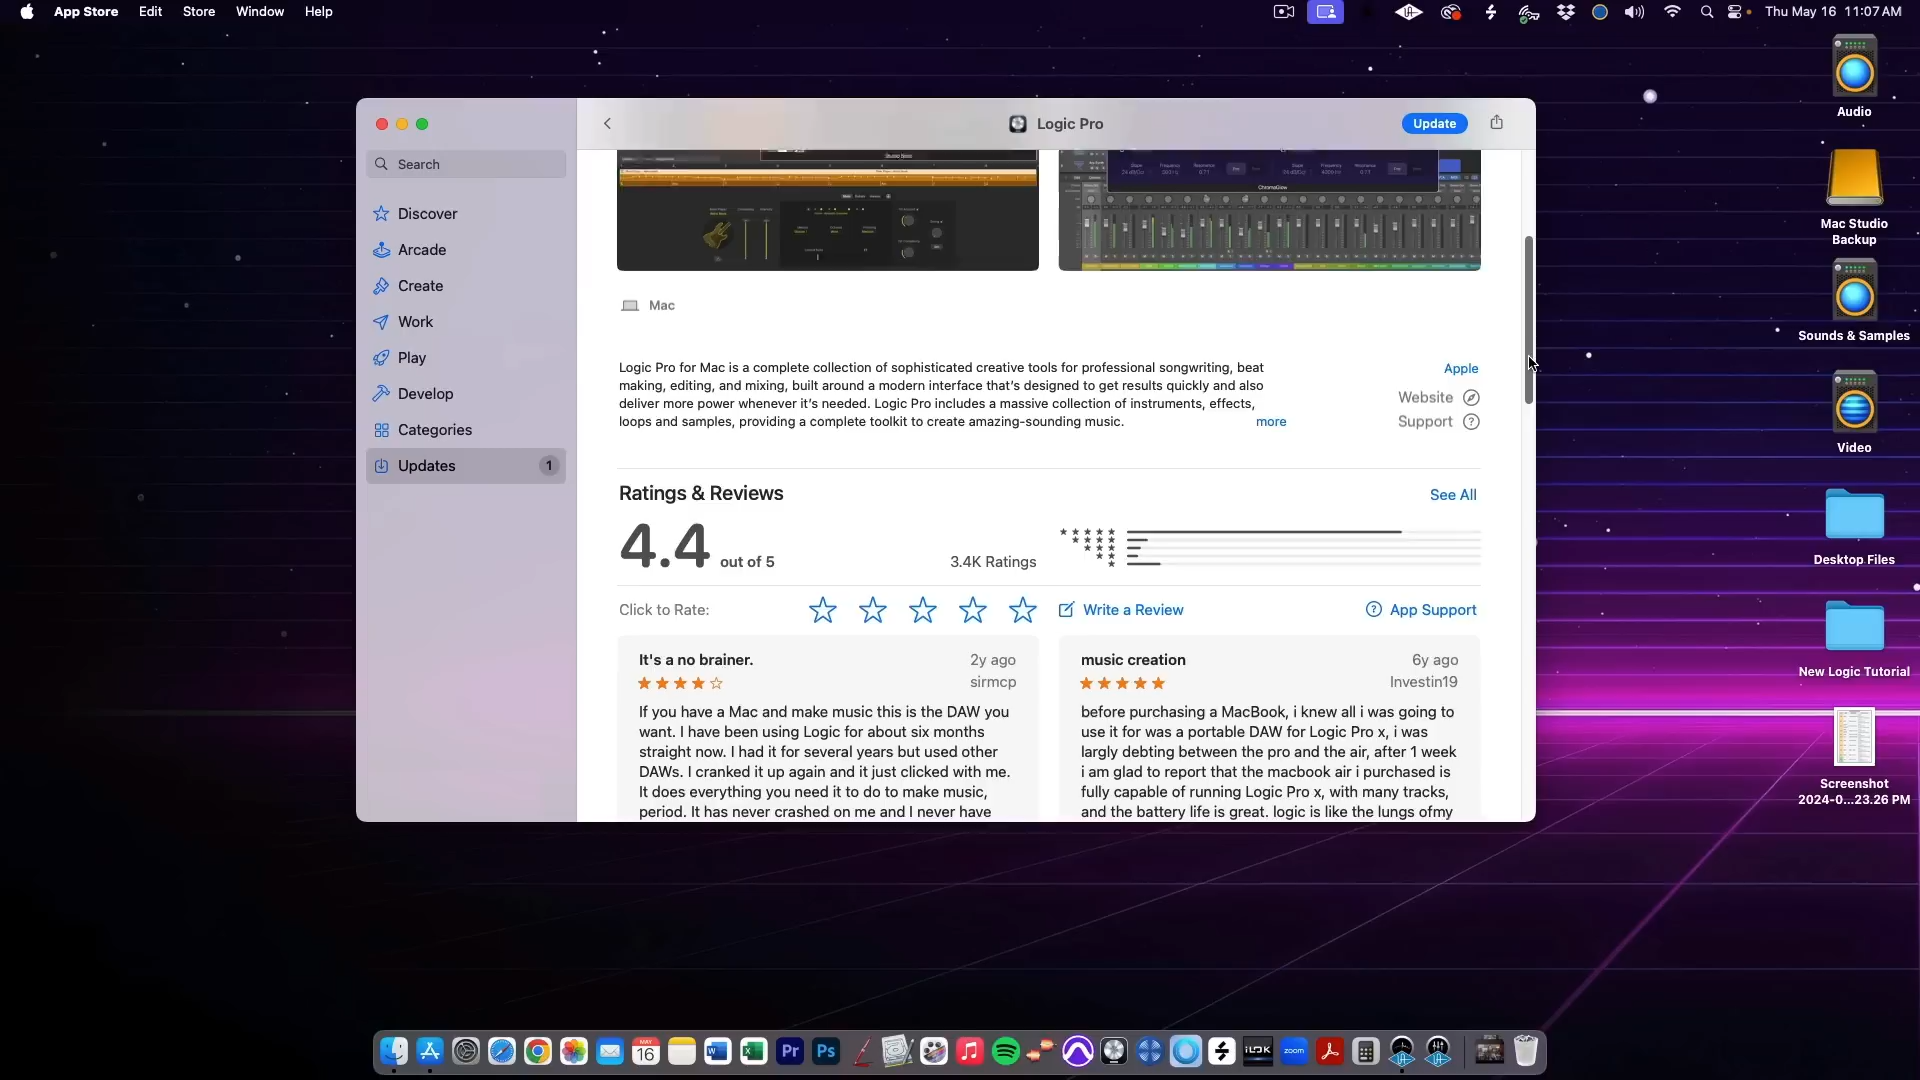 App Store Edit Store Window Help
Thu May 16 11:07 AM
Logic Pro
Update
Search
Discover
Arcade
Create
Work
Play
Develop
Categories
Updates 1
ChromaGlow
Mac
Logic Pro for Mac is a complete collection of sophisticated creative tools for professional songwriting, beat
making, editing, and mixing, built around a modern interface that's designed to get results quickly and also
deliver more power whenever it's needed. Logic Pro includes a massive collection of instruments, effects,
loops and samples, providing a complete toolkit to create amazing-sounding music. more
Apple
Website
Support
Ratings & Reviews See All
4.4 out of 5 3.4K Ratings
Click to Rate: Write a Review App Support
It's a no brainer. 2y ago
sirmcp
If you have a Mac and make music this is the DAW you
want. I have been using Logic for about six months
straight now. I had it for several years but used other
DAWs. I cranked it up again and it just clicked with me.
It does everything you need it to do to make music,
period. It has never crashed on me and I never have
music creation 6y ago
Investin19
before purchasing a MacBook, i knew all i was going to
use it for was a portable DAW for Logic Pro x, i was
largly debting between the pro and the air, after 1 week
i am glad to report that the macbook air i purchased is
fully capable of running Logic Pro x, with many tracks,
and the battery life is great. logic is like the lungs ofmy
Audio
Mac Studio
Backup
Sounds & Samples
Video
Desktop Files
New Logic Tutorial
Screenshot
2024-0...23.26 PM
MAY
16
W
X
Pr
Ps
iLOK
zoom